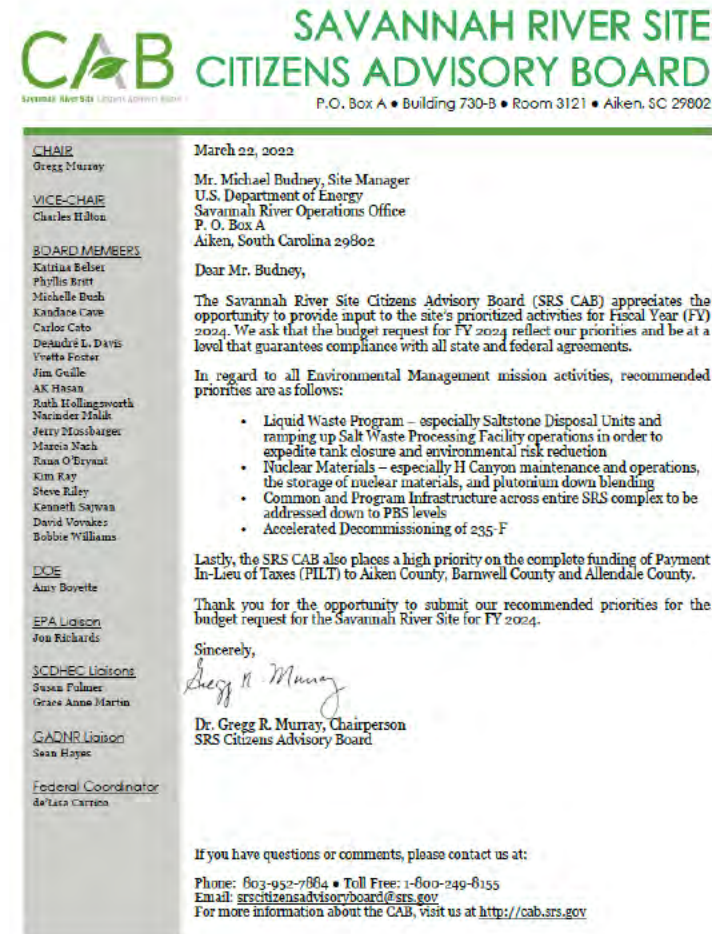 CAB
Savannah River Site Citizens Advisory Board
SAVANNAH RIVER SITE
CITIZENS ADVISORY BOARD
P.O. Box A • Building 730-B • Room 3121 • Aiken, SC 29802
CHAIR
Gregg Murray
VICE-CHAIR
Charles Hilton
BOARD MEMBERS
Katrina Belser
Phyllis Britt
Michelle Bush
Kandace Cave
Carlos Cato
DeAndré L. Davis
Yvette Foster
Jim Guille
AK Hasan
Ruth Hollingsworth
Narinder Malik
Jerry Mossbarger
Marcia Nash
Rana O'Bryant
Kim Ray
Steve Riley
Kenneth Sajwan
David Vovakes
Bobbie Williams
DOE
Amy Boyette
EPA Liaison
Jon Richards
SCDHEC Liaisons
Susan Fulmer
Grace Anne Martin
GADNR Liaison
Sean Hayes
Federal Coordinator
de'Lisa Carrico
March 22, 2022
Mr. Michael Budney, Site Manager
U.S. Department of Energy
Savannah River Operations Office
P. O. Box A
Aiken, South Carolina 29802
Dear Mr. Budney,
The Savannah River Site Citizens Advisory Board (SRS CAB) appreciates the
opportunity to provide input to the site's prioritized activities for Fiscal Year (FY)
2024. We ask that the budget request for FY 2024 reflect our priorities and be at a
level that guarantees compliance with all state and federal agreements.
In regard to all Environmental Management mission activities, recommended
priorities are as follows:
• Liquid Waste Program – especially Saltstone Disposal Units and
ramping up Salt Waste Processing Facility operations in order to
expedite tank closure and environmental risk reduction
• Nuclear Materials – especially H Canyon maintenance and operations,
the storage of nuclear materials, and plutonium down blending
• Common and Program Infrastructure across entire SRS complex to be
addressed down to PBS levels
• Accelerated Decommissioning of 235-F
Lastly, the SRS CAB also places a high priority on the complete funding of Payment
In-Lieu of Taxes (PILT) to Aiken County, Barnwell County and Allendale County.
Thank you for the opportunity to submit our recommended priorities for the
budget request for the Savannah River Site for FY 2024.
Sincerely,
Gregg R. Murray
Dr. Gregg R. Murray, Chairperson
SRS Citizens Advisory Board
If you have questions or comments, please contact us at:
Phone: 803-952-7884 • Toll Free: 1-800-249-8155
Email: srscitizensadvisoryboard@srs.gov
For more information about the CAB, visit us at http://cab.srs.gov